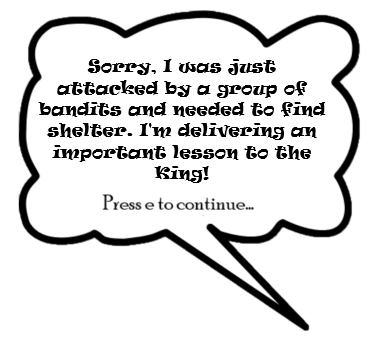 Sorry, I was just
attacked by a group of
bandits and needed to find
shelter. I'm delivering an
important lesson to the
King!
Press e to continue...